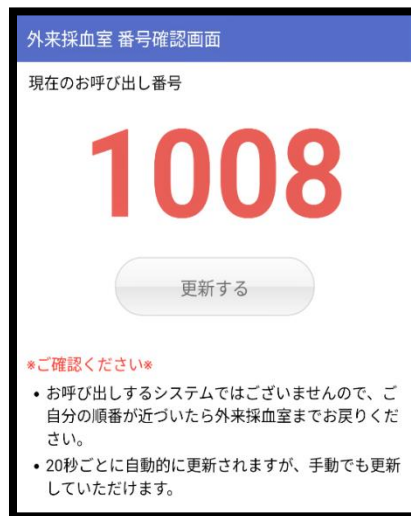 外来採血室 番号確認画面
現在のお呼び出し番号
1008
更新する
※ご確認ください※
• お呼び出しするシステムではございませんので、ご
自分の順番が近づいたら外来採血室までお戻りくだ
さい。
• 20秒ごとに自動的に更新されますが、手動でも更新
していただけます。